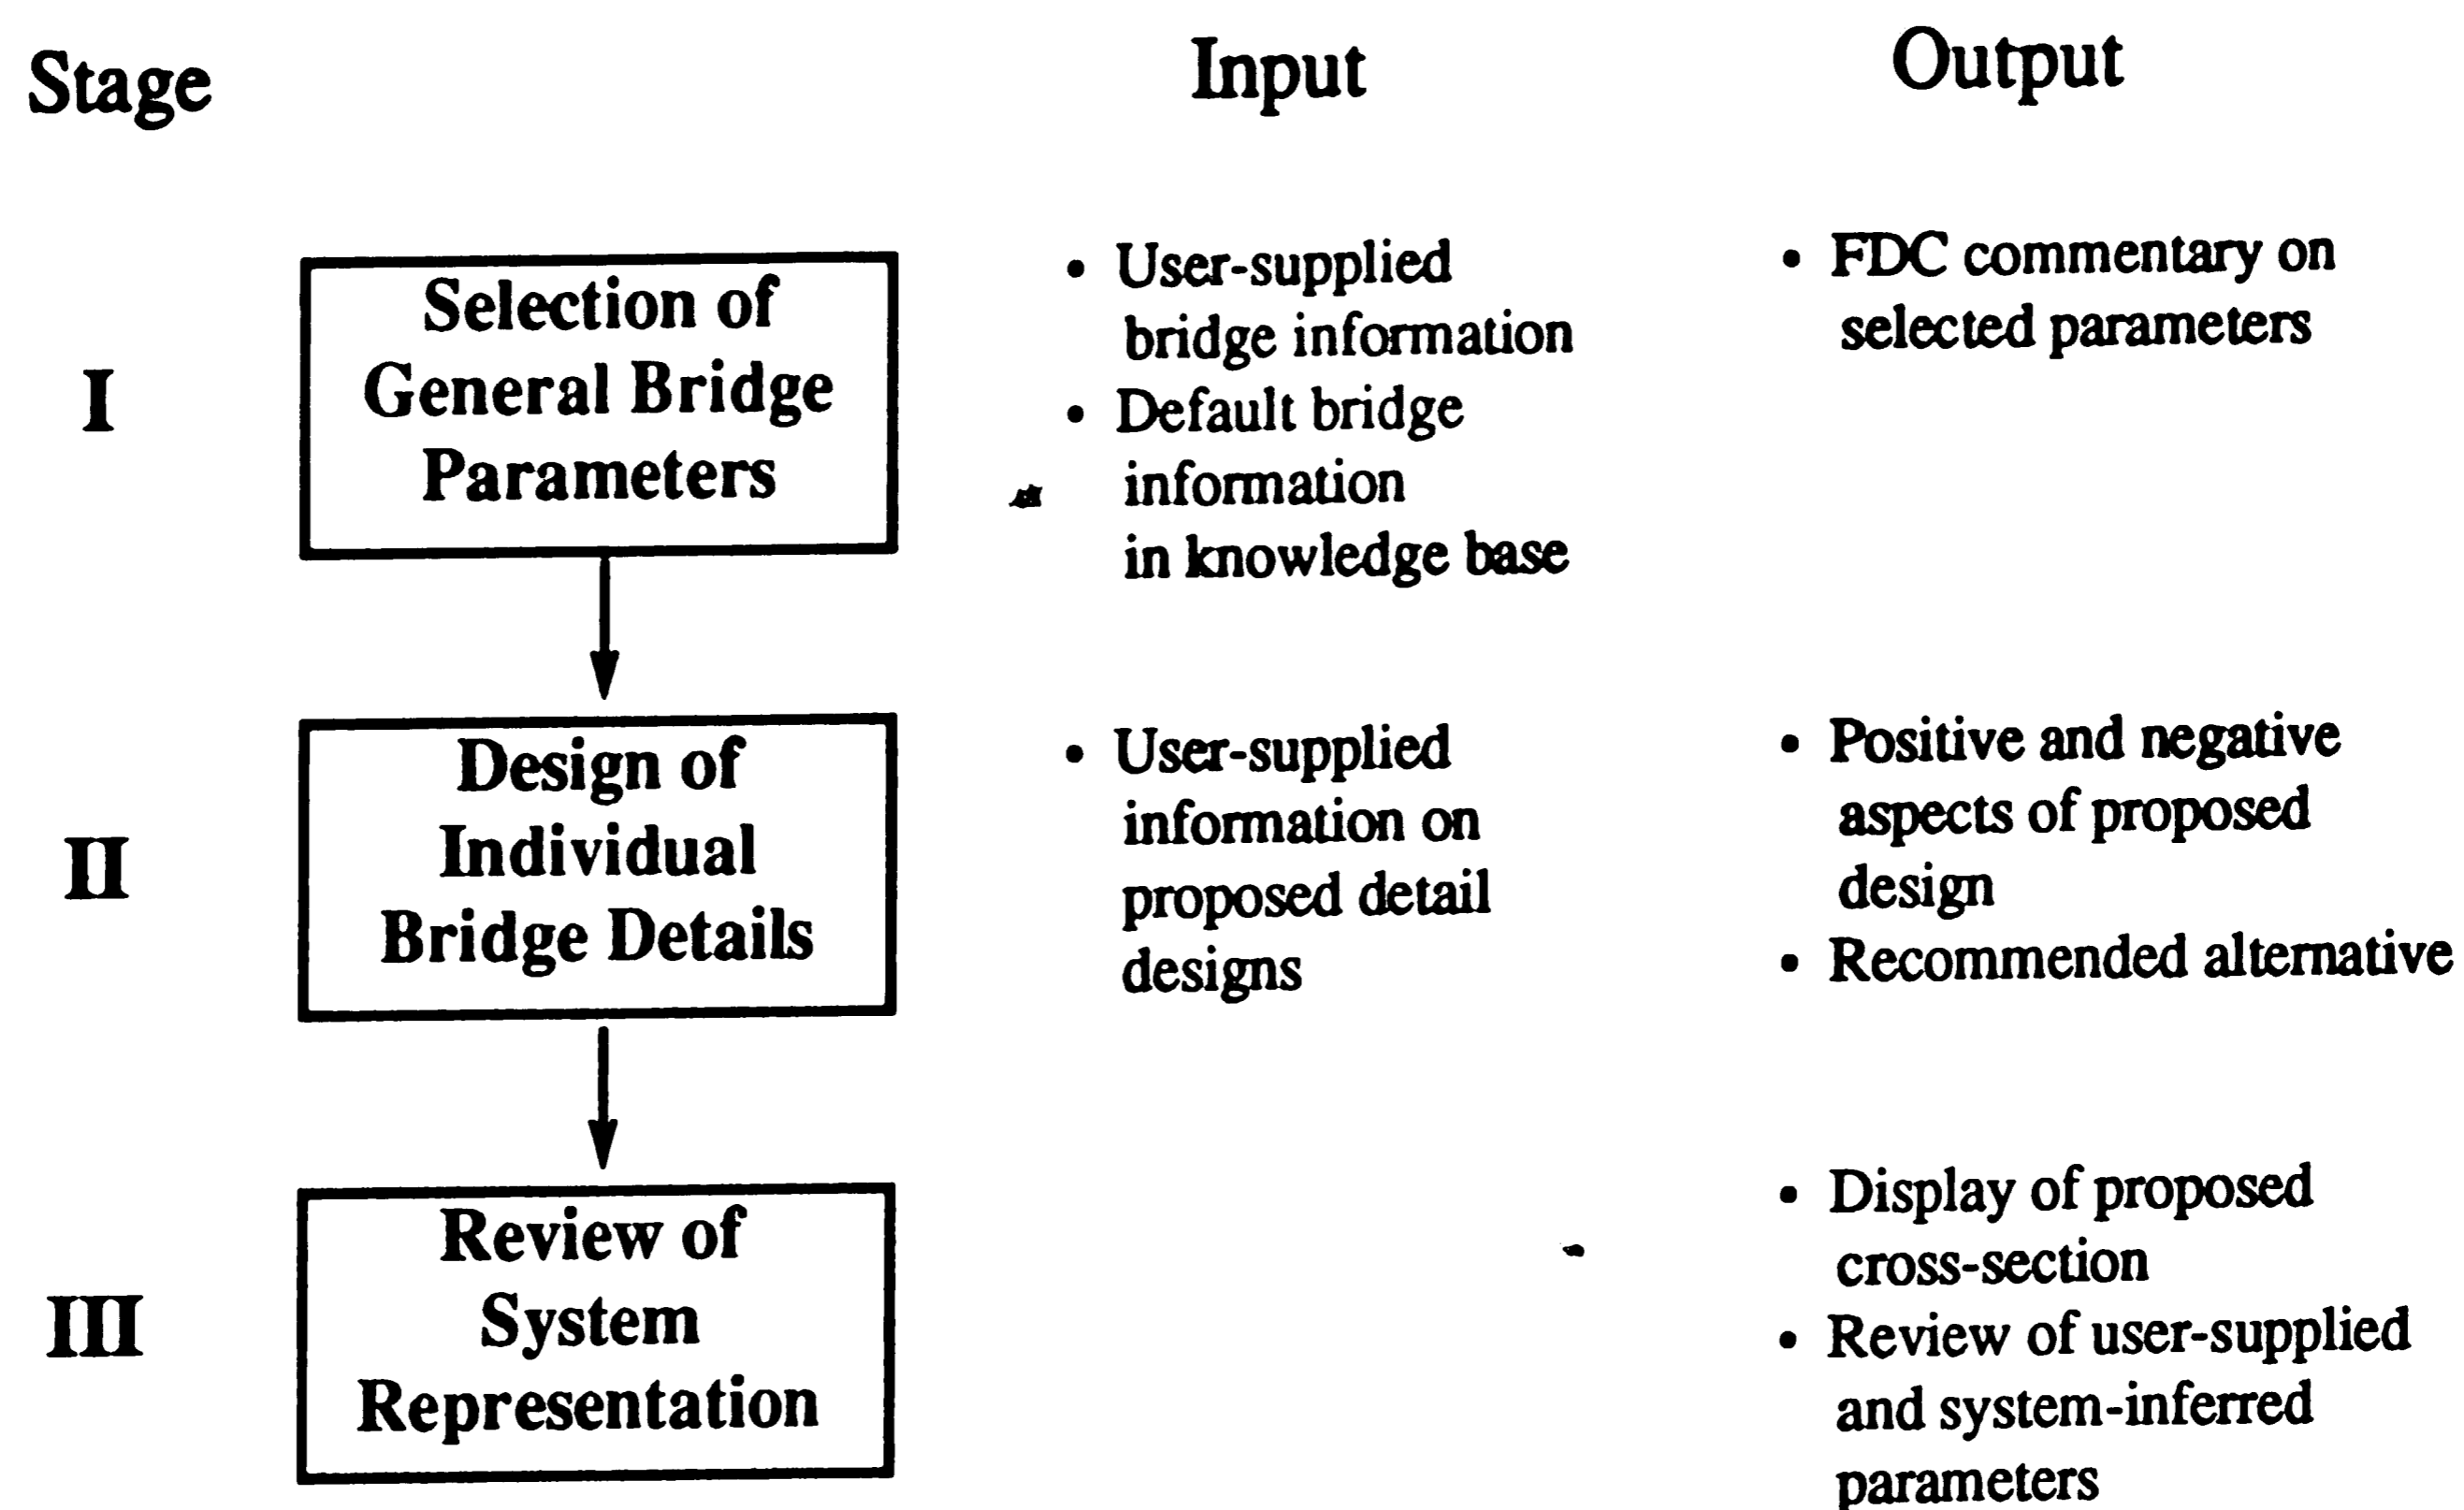 Stage
Input
Output
I
Selection of
General Bridge
Parameters
• User-supplied
bridge information
• Default bridge
information
in knowledge base
• FDC commentary on
selected parameters
II
Design of
Individual
Bridge Details
• User-supplied
information on
proposed detail
designs
• Positive and negative
aspects of proposed
design
• Recommended alternative
III
Review of
System
Representation
• Display of proposed
cross-section
• Review of user-supplied
and system-inferred
parameters